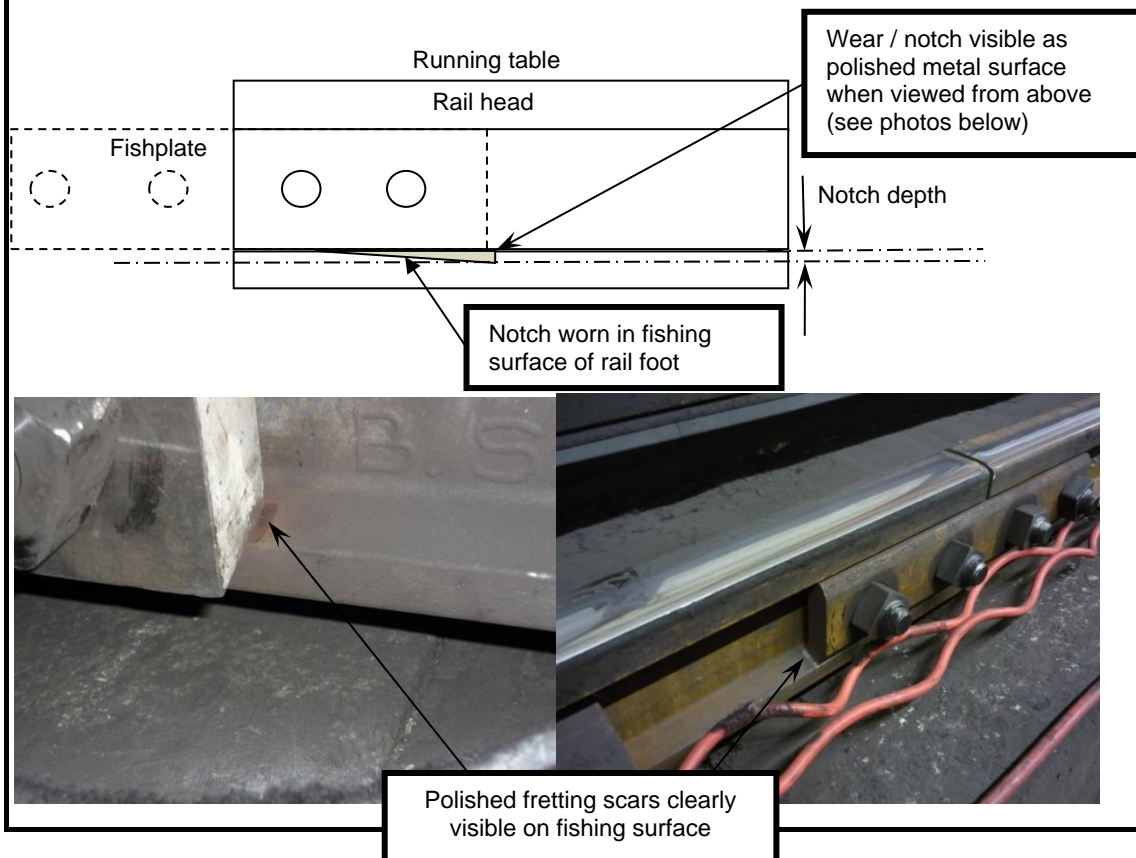 Running table
Rail head
Fishplate
Wear / notch visible as
polished metal surface
when viewed from above
(see photos below)
Notch depth
Notch worn in fishing
surface of rail foot
B.S
Polished fretting scars clearly
visible on fishing surface